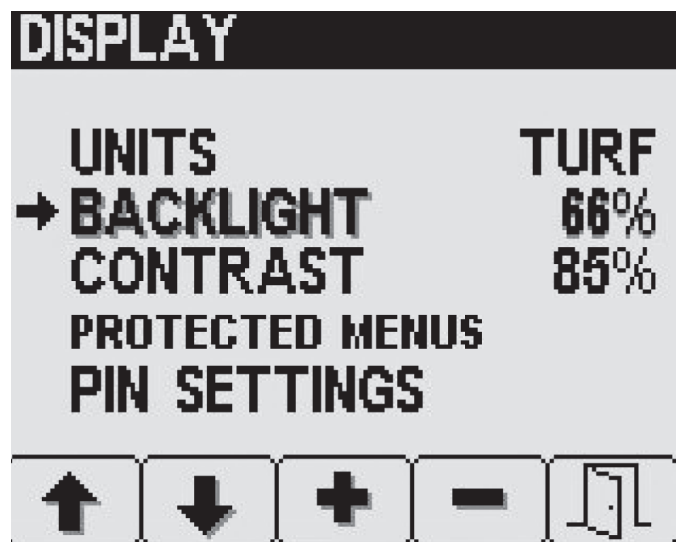 DISPLAY
UNITS TURF
BACKLIGHT 66%
CONTRAST 85%
PROTECTED MENUS
PIN SETTINGS